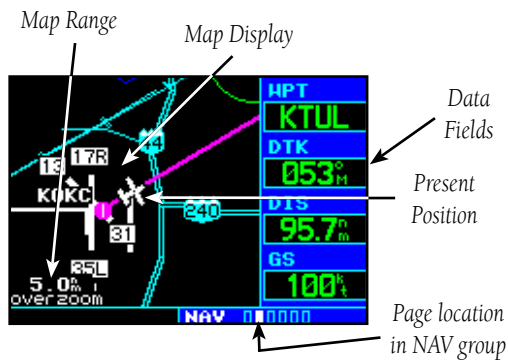 Map Range
Map Display
WPT
KTUL
Data
Fields
DTK
053°M
17R
13
44
KOKC
Present
Position
DIS
95.7nm
240
31
GS
100kt
35L
5.0nm
overzoom
NAV
Page location
in NAV group